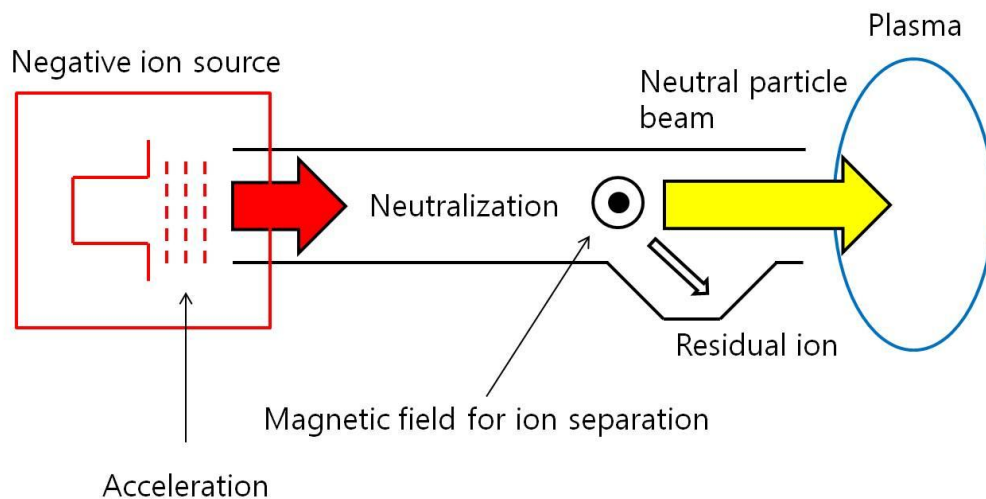 Plasma
Negative ion source
Neutral particle
beam
Neutralization
Residual ion
Magnetic field for ion separation
Acceleration